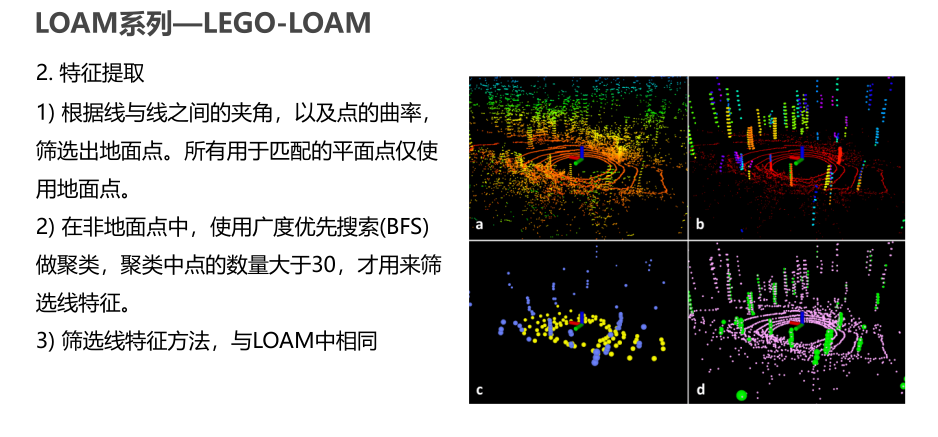 LOAM系列—LEGO-LOAM
2. 特征提取
1) 根据线与线之间的夹角，以及点的曲率，
筛选出地面点。所有用于匹配的平面点仅使
用地面点。
2) 在非地面点中，使用广度优先搜索(BFS)
做聚类，聚类中点的数量大于30，才用来筛
选线特征。
3) 筛选线特征方法，与LOAM中相同
a
b
c
d